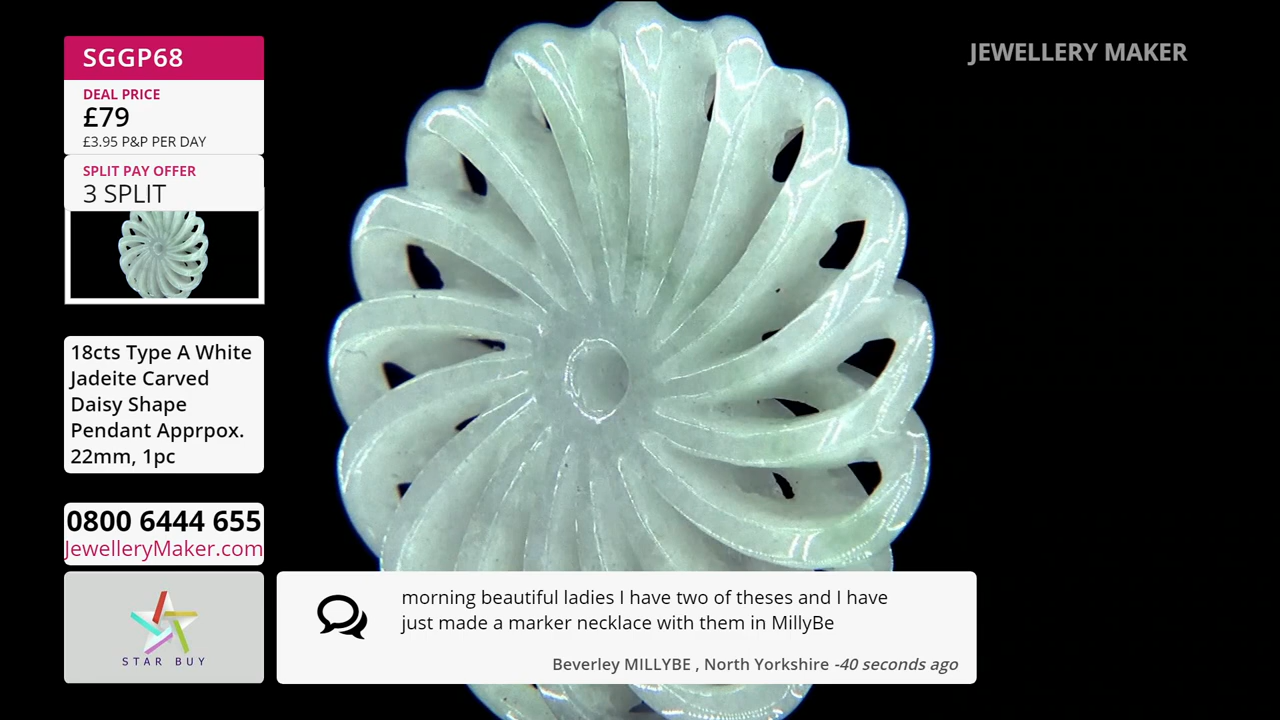 SGGP68
DEAL PRICE
£79
£3.95 P&P PER DAY
SPLIT PAY OFFER
3 SPLIT
18cts Type A White
Jadeite Carved
Daisy Shape
Pendant Apprpox.
22mm, 1pc
0800 6444 655
JewelleryMaker.com
STAR BUY
JEWELLERY MAKER
morning beautiful ladies I have two of theses and I have
just made a marker necklace with them in MillyBe
Beverley MILLYBE , North Yorkshire -40 seconds ago